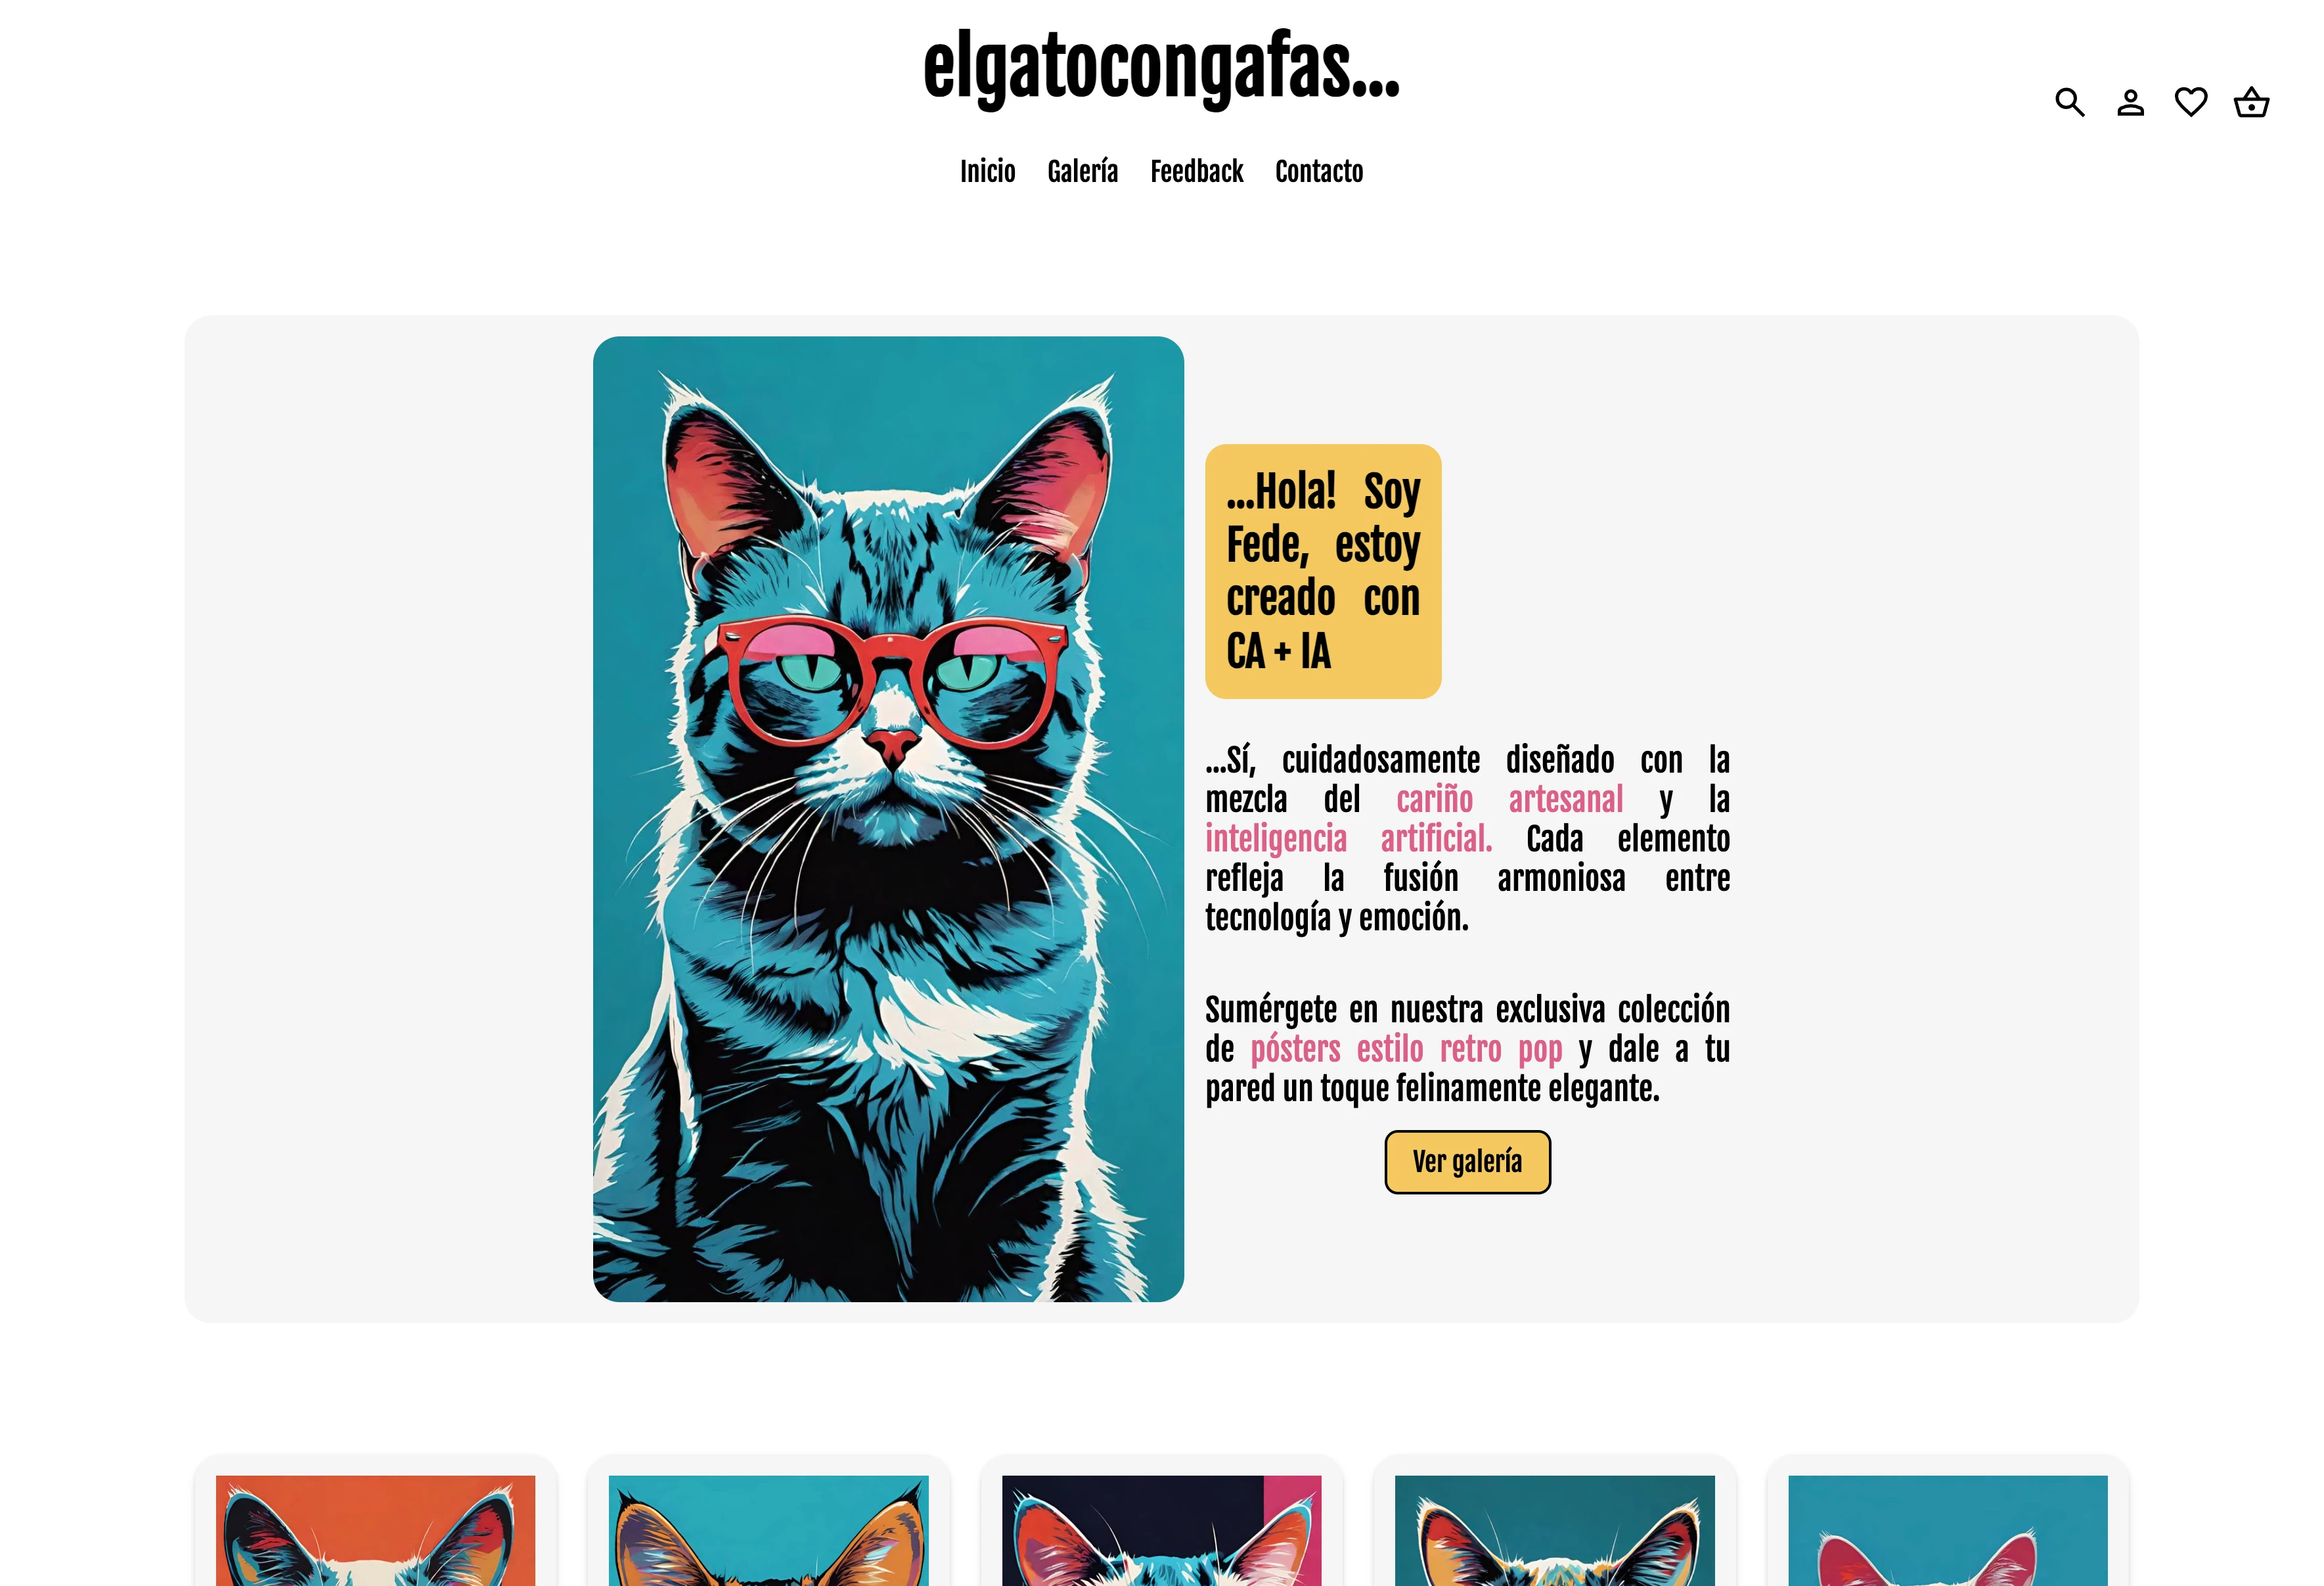 elgatocongafas...
Inicio Galería Feedback Contacto
...Hola! Soy
Fede, estoy
creado con
CA + IA
...Sí, cuidadosamente diseñado con la
mezcla del cariño artesanal y la
inteligencia artificial. Cada elemento
refleja la fusión armoniosa entre
tecnología y emoción.
Sumérgete en nuestra exclusiva colección
de pósters estilo retro pop y dale a tu
pared un toque felinamente elegante.
Ver galería